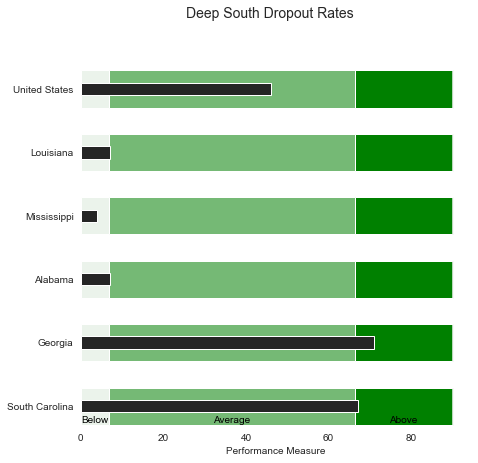 Deep South Dropout Rates
United States
Louisiana
Mississippi
Alabama
Georgia
South Carolina
Below Average Above
0 20 40 60 80
Performance Measure